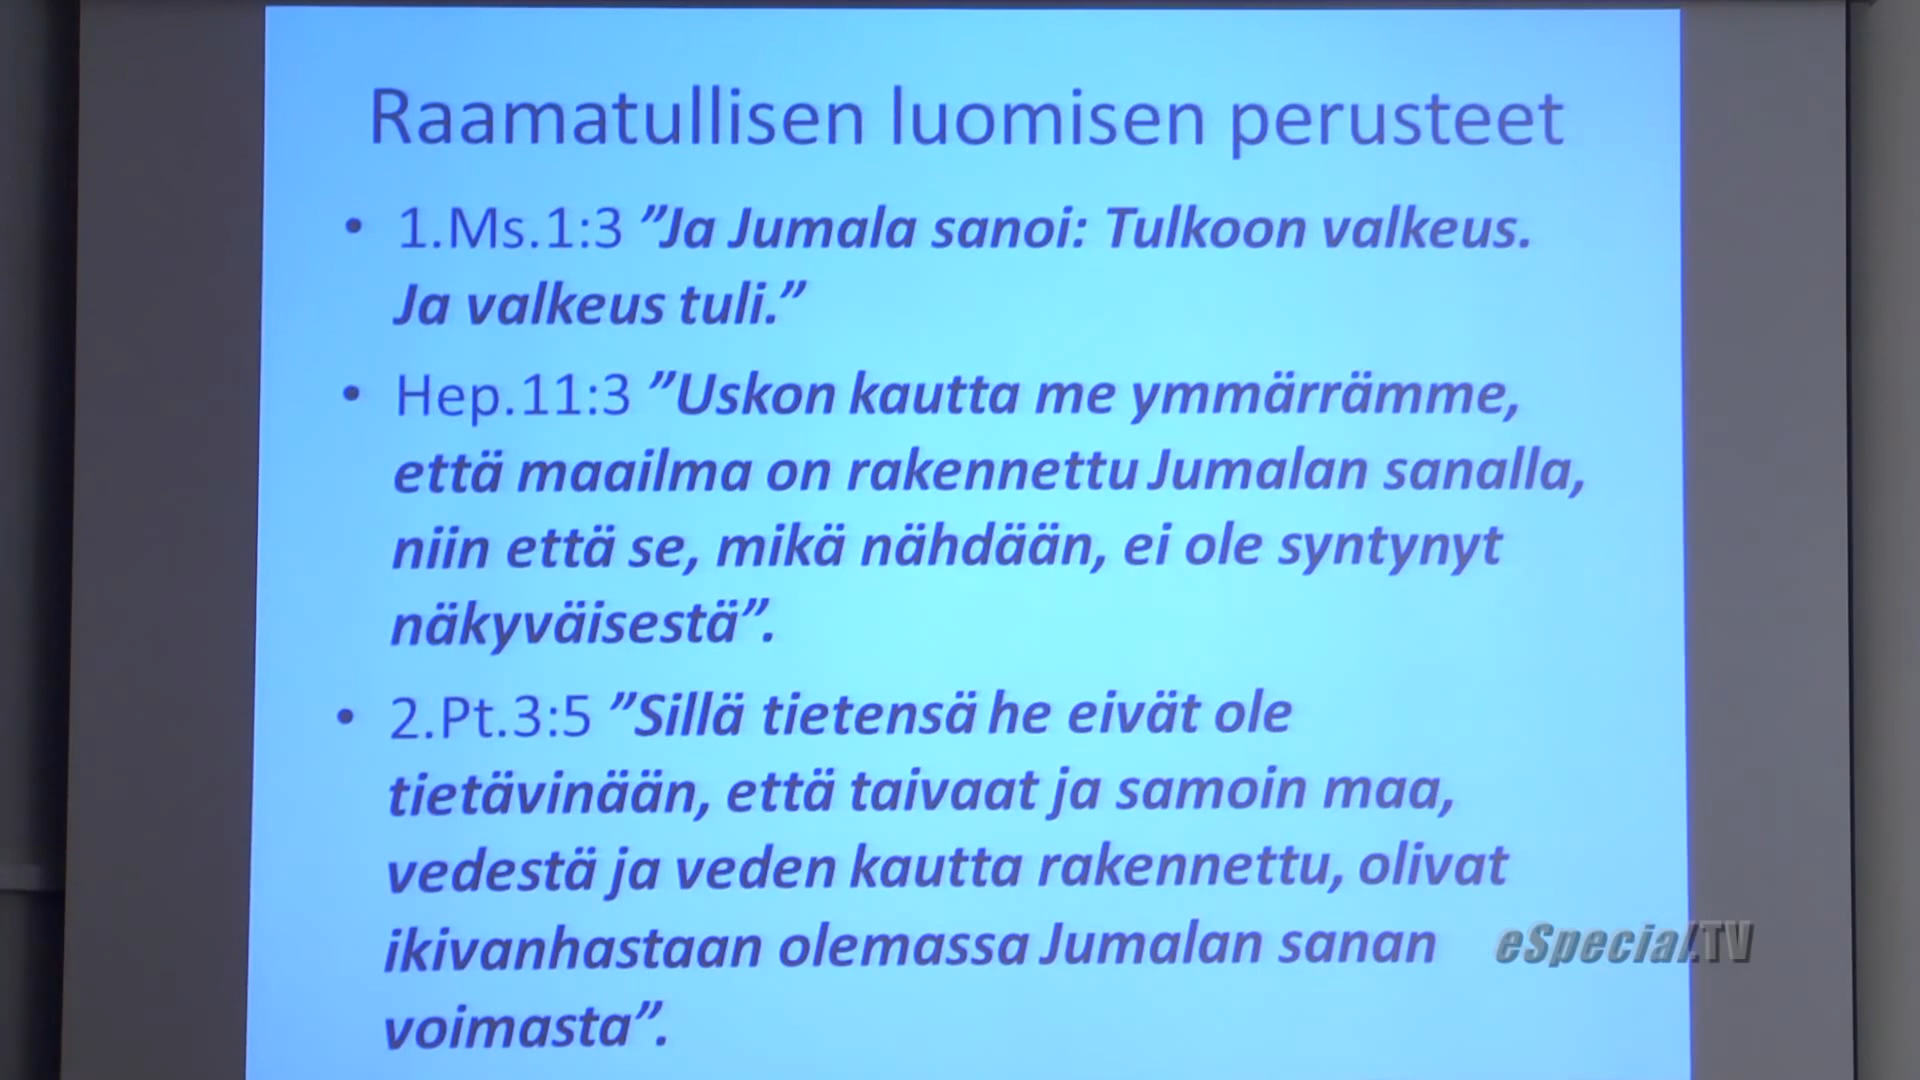 Raamatullisen luomisen perusteet
• 1.Ms.1:3 ”Ja Jumala sanoi: Tulkoon valkeus.
Ja valkeus tuli.”
• Hep.11:3 ”Uskon kautta me ymmärrämme,
että maailma on rakennettu Jumalan sanalla,
niin että se, mikä nähdään, ei ole syntynyt
näkyväisestä”.
• 2.Pt.3:5 ”Sillä tietensä he eivät ole
tietävinään, että taivaat ja samoin maa,
vedestä ja veden kautta rakennettu, olivat
ikivanhastaan olemassa Jumalan sanan
voimasta”.
eSpecial.TV